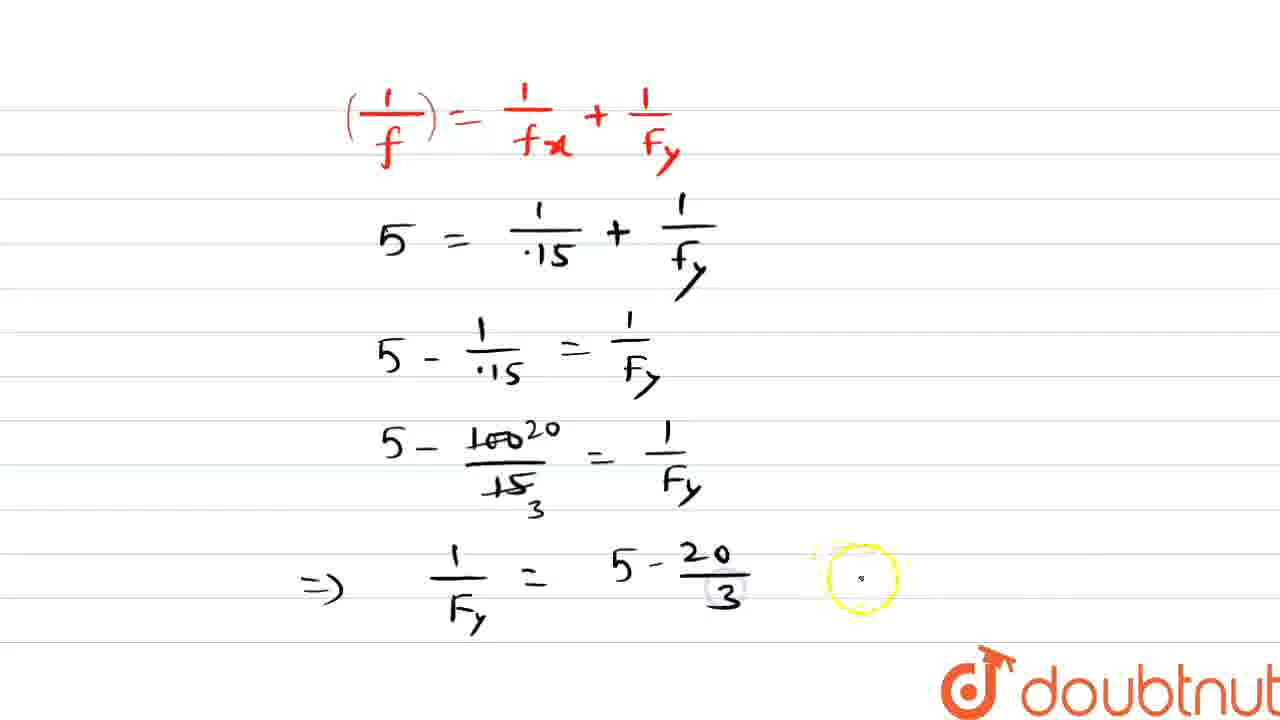 (1/f) = 1/fx + 1/Fy
5 = 1/.15 + 1/fy
5 - 1/.15 = 1/Fy
5 - 100 20/15 3 = 1/Fy
=> 1/Fy = 5 - 20/3
doubtnut